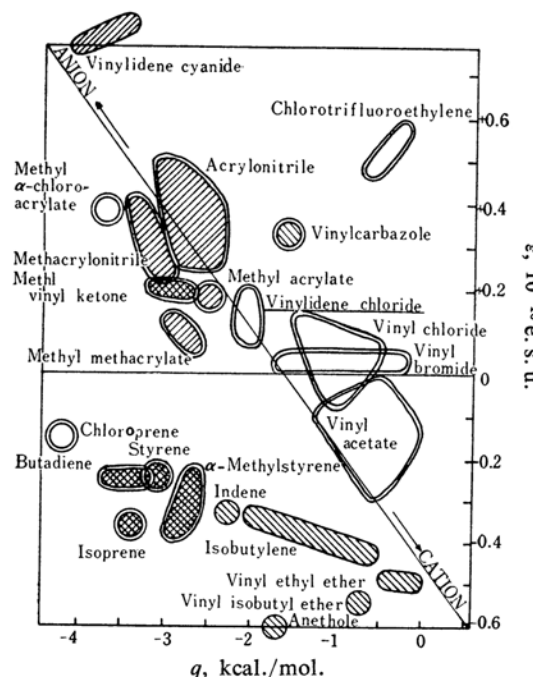 ANION
Vinylidene cyanide
Chlorotrifluoroethylene
0.6
Methyl
α-chloro-
acrylate
Acrylonitrile
0.4
Vinylcarbazole
Methacrylonitrile
Methl
vinyl ketone
Methyl acrylate
0.2
Vinylidene chloride
Vinyl chloride
Methyl methacrylate
Vinyl
bromide
0
Chloroprene
Butadiene
Styrene
Vinyl
acetate
α-Methylstyrene
0.2
Indene
Isoprene
Isobutylene
0.4
CATION
Vinyl ethyl ether
Vinyl isobutyl ether
Anethole
0.6
-4 -3 -2 -1 0
q, kcal./mol.
e. s. u.